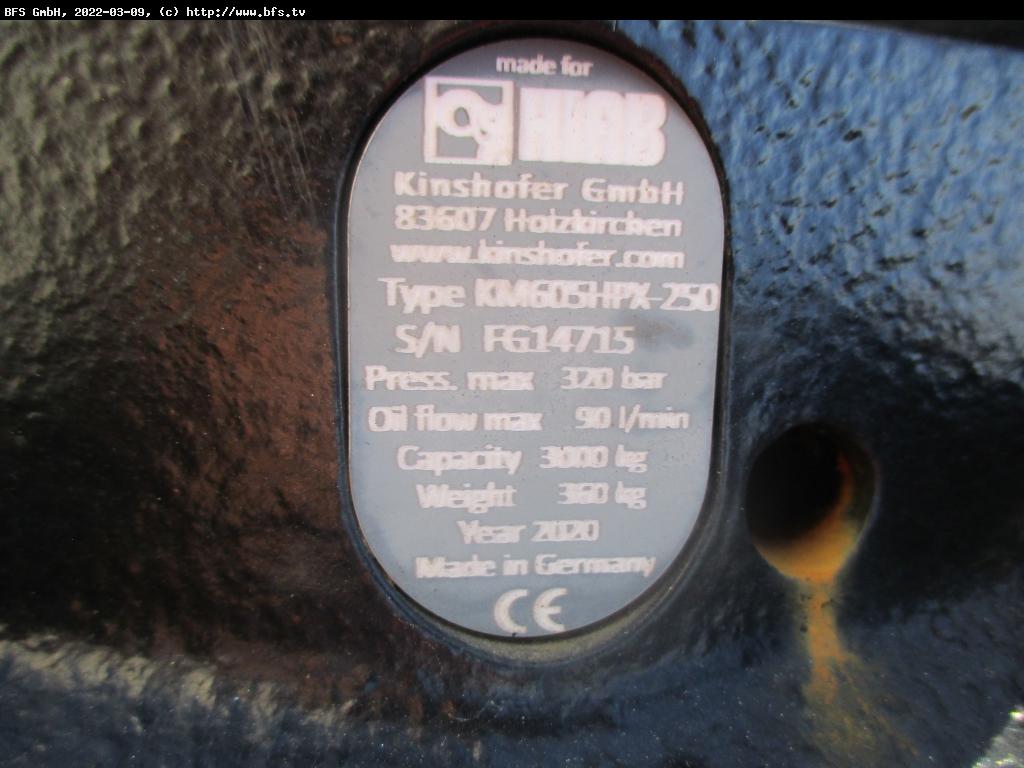 BFS GmbH, 2022-03-09, (c) http://www.bfs.tv
made for
HIAB
Kinshofer GmbH
83607 Holzkirchen
www.kinshofer.com
Type KM605HPX-250
S/N FG14715
Press. max 320 bar
Oil flow max 90 l/min
Capacity 3000 kg
Weight 360 kg
Year 2020
Made in Germany
CE